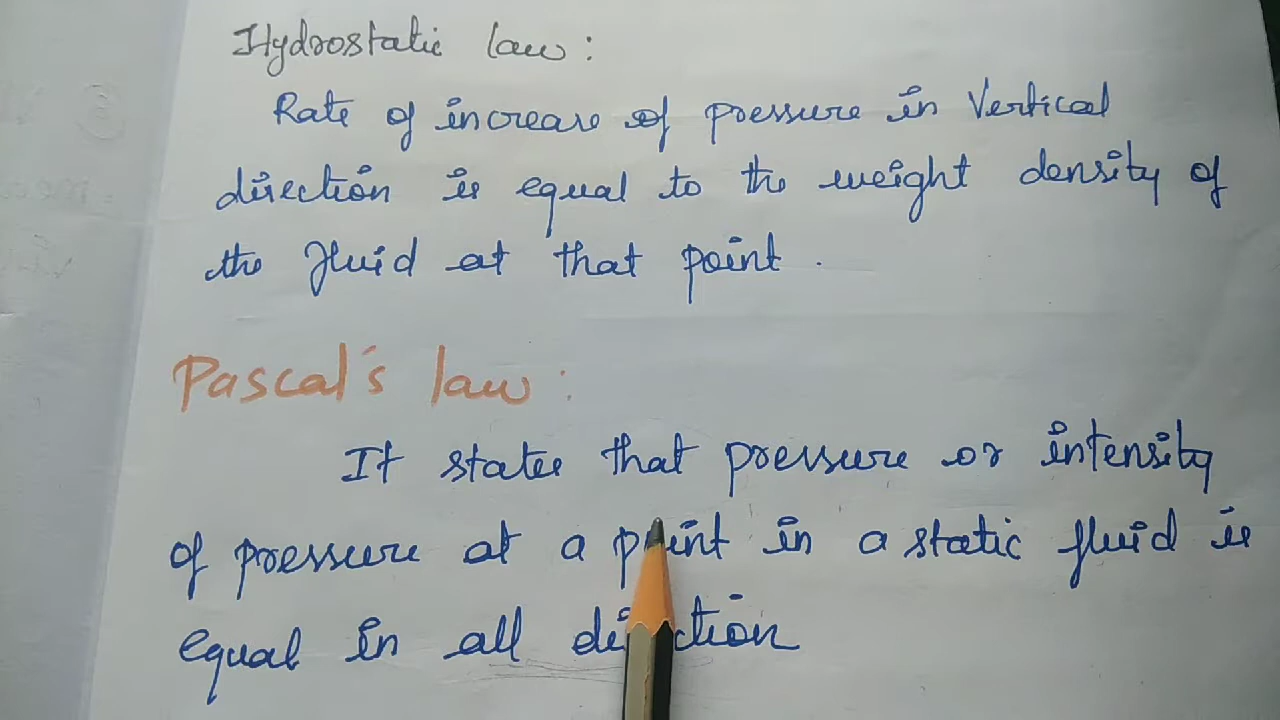 Hydrostatic law :
Rate of increase of pressure in Vertical
direction is equal to the weight density of
the fluid at that point .
Pascal's law :
It states that pressure or intensity
of pressure at a point in a static fluid is
equal in all direction